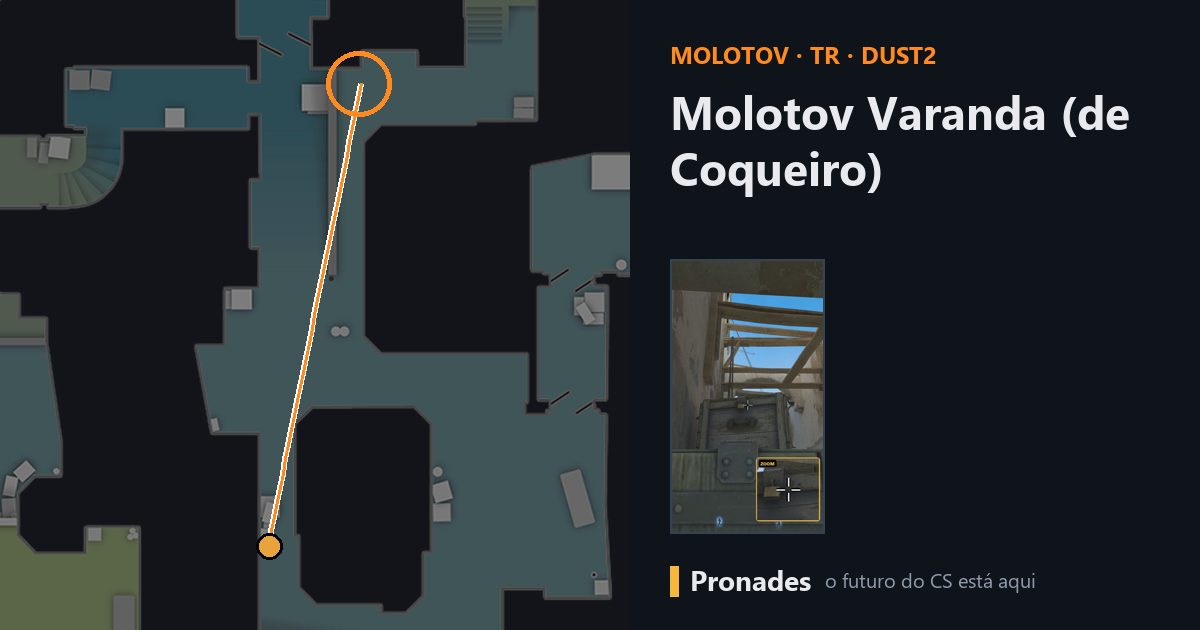 MOLOTOV · TR · DUST2
Molotov Varanda (de
Coqueiro)
ZOOM
Pronades o futuro do CS está aqui